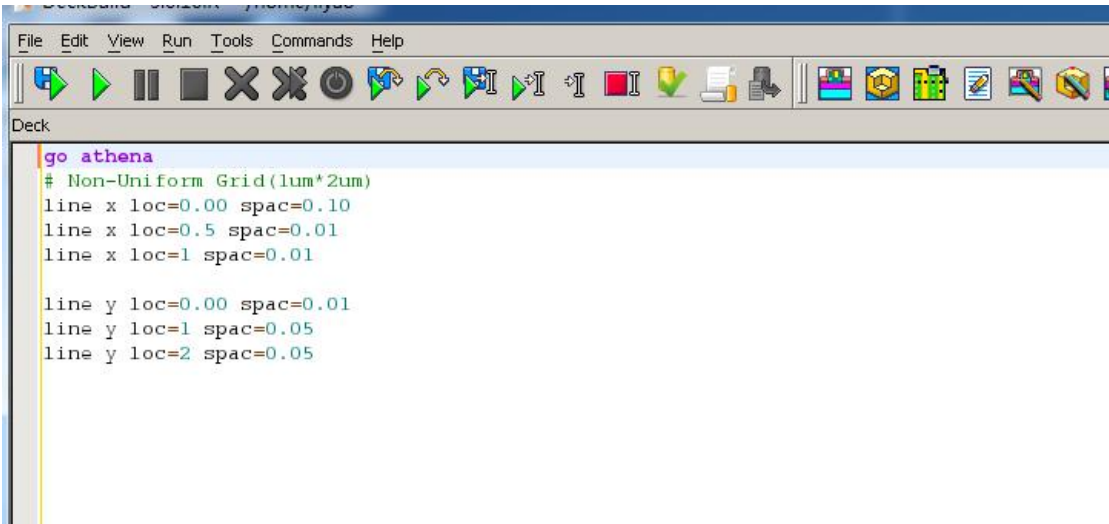 File Edit View Run Tools Commands Help
Deck
go athena
# Non-Uniform Grid(1um*2um)
line x loc=0.00 spac=0.10
line x loc=0.5 spac=0.01
line x loc=1 spac=0.01
line y loc=0.00 spac=0.01
line y loc=1 spac=0.05
line y loc=2 spac=0.05